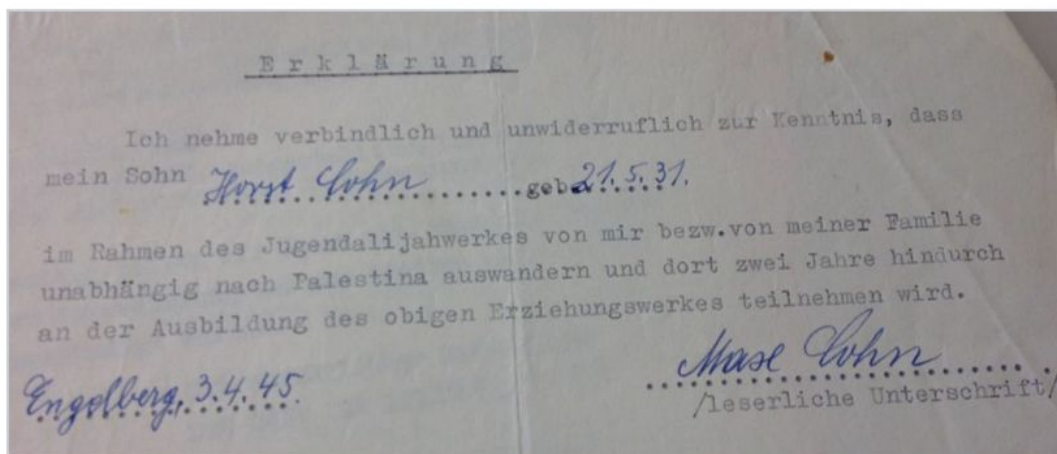 Erklärung
Ich nehme verbindlich und unwiderruflich zur Kenntnis, dass
mein Sohn Horst Cohn.......geb.21.5.31.
im Rahmen des Jugendalijahwerkes von mir bezw.von meiner Familie
unabhängig nach Palestina auswandern und dort zwei Jahre hindurch
an der Ausbildung des obigen Erziehungswerkes teilnehmen wird.
Engelberg, 3.4.45.
Cohn
/leserliche Unterschrift/